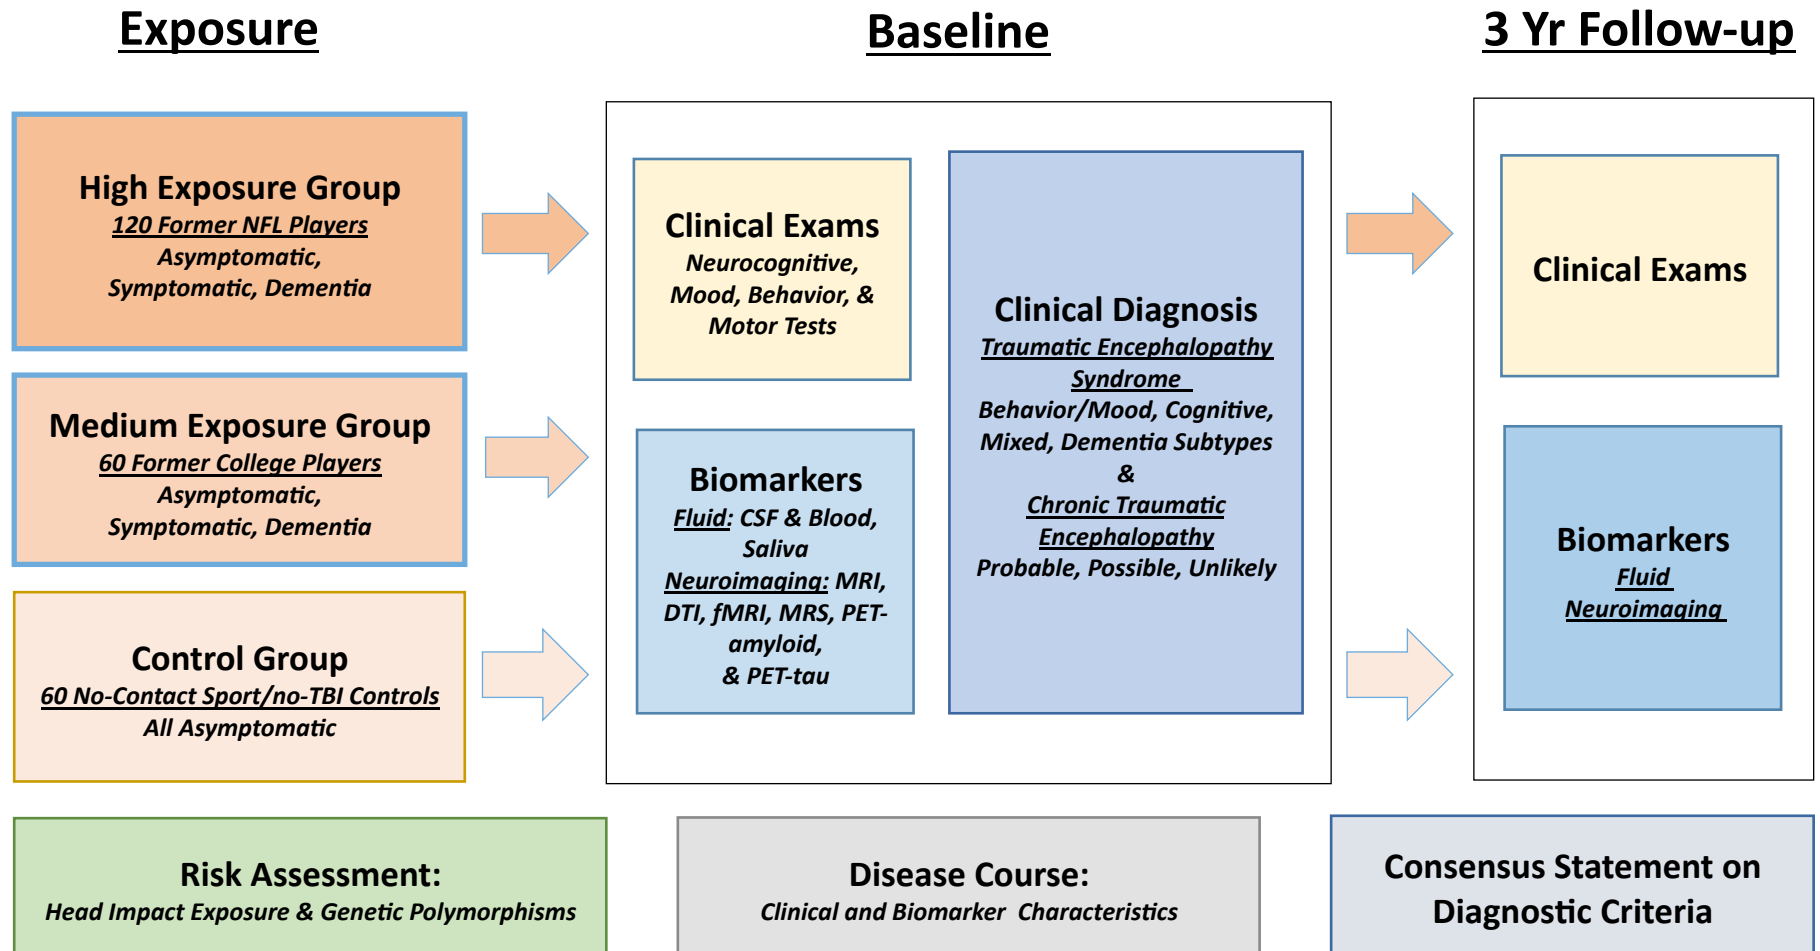 Exposure
Baseline
3 Yr Follow-up
High Exposure Group
120 Former NFL Players
Asymptomatic,
Symptomatic, Dementia
Medium Exposure Group
60 Former College Players
Asymptomatic,
Symptomatic, Dementia
Control Group
60 No-Contact Sport/no-TBI Controls
All Asymptomatic
Clinical Exams
Neurocognitive,
Mood, Behavior, &
Motor Tests
Biomarkers
Fluid: CSF & Blood,
Saliva
Neuroimaging: MRI,
DTI, fMRI, MRS, PET-
amyloid,
& PET-tau
Clinical Diagnosis
Traumatic Encephalopathy
Syndrome
Behavior/Mood, Cognitive,
Mixed, Dementia Subtypes
&
Chronic Traumatic
Encephalopathy
Probable, Possible, Unlikely
Clinical Exams
Biomarkers
Fluid
Neuroimaging
Risk Assessment:
Head Impact Exposure & Genetic Polymorphisms
Disease Course:
Clinical and Biomarker Characteristics
Consensus Statement on
Diagnostic Criteria